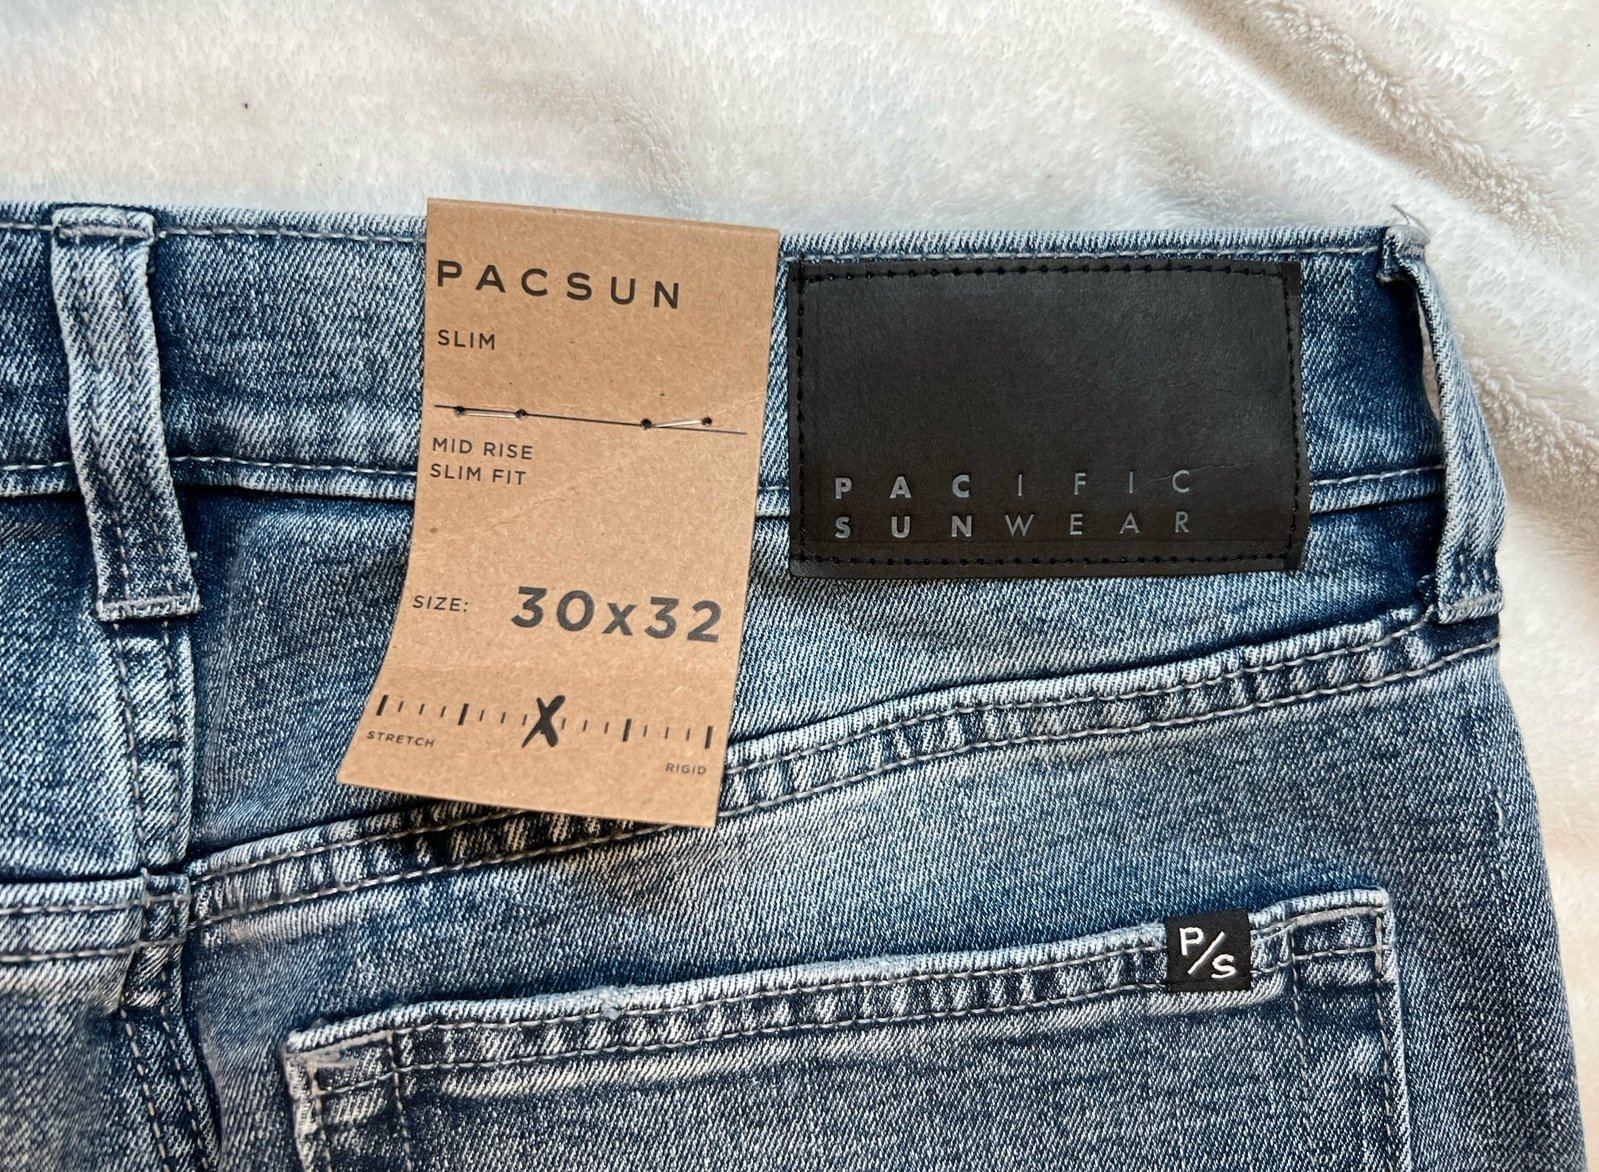 PACSUN
SLIM
MID RISE
SLIM FIT
SIZE: 30x32
STRETCH
RIGID
PACIFIC
SUNWEAR
P/S